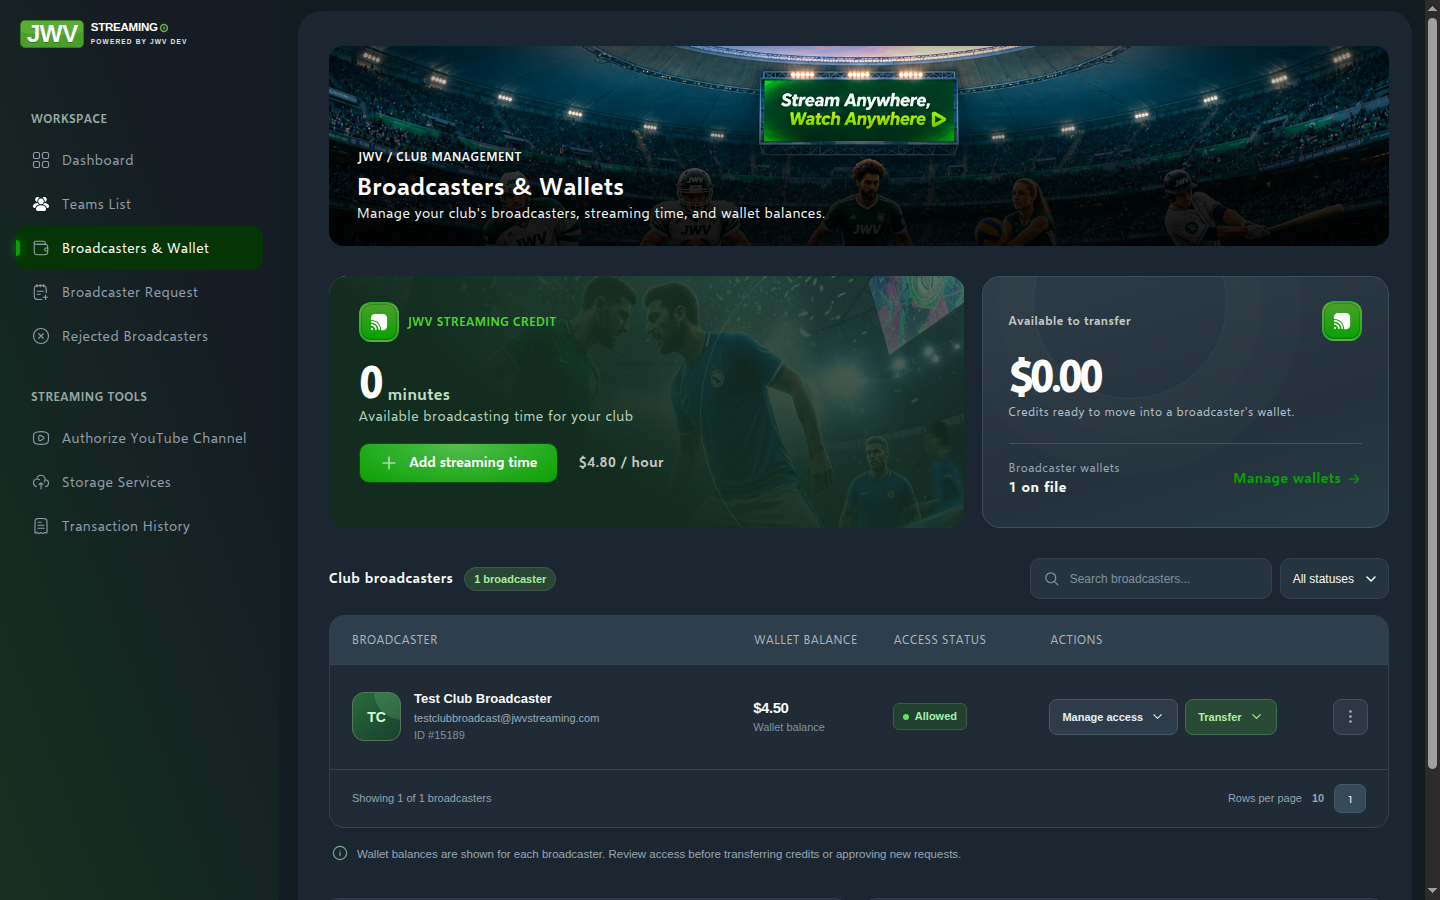 JWV STREAMING
POWERED BY JWV DEV
WORKSPACE
Dashboard
Teams List
Broadcasters & Wallet
Broadcaster Request
Rejected Broadcasters
STREAMING TOOLS
Authorize YouTube Channel
Storage Services
Transaction History
Stream Anywhere,
Watch Anywhere
JWV / CLUB MANAGEMENT
Broadcasters & Wallets
Manage your club's broadcasters, streaming time, and wallet balances.
JWV
JWV
JWV
JWV
JWV
JWV STREAMING CREDIT
0 minutes
Available broadcasting time for your club
Add streaming time
$4.80 / hour
Available to transfer
$0.00
Credits ready to move into a broadcaster's wallet.
Broadcaster wallets
1 on file
Manage wallets
Club broadcasters
1 broadcaster
Search broadcasters...
All statuses
BROADCASTER WALLET BALANCE ACCESS STATUS ACTIONS
TC
Test Club Broadcaster
testclubbroadcast@jwvstreaming.com
ID #15189
$4.50
Wallet balance
Allowed
Manage access
Transfer
Showing 1 of 1 broadcasters
Rows per page 10 1
Wallet balances are shown for each broadcaster. Review access before transferring credits or approving new requests.